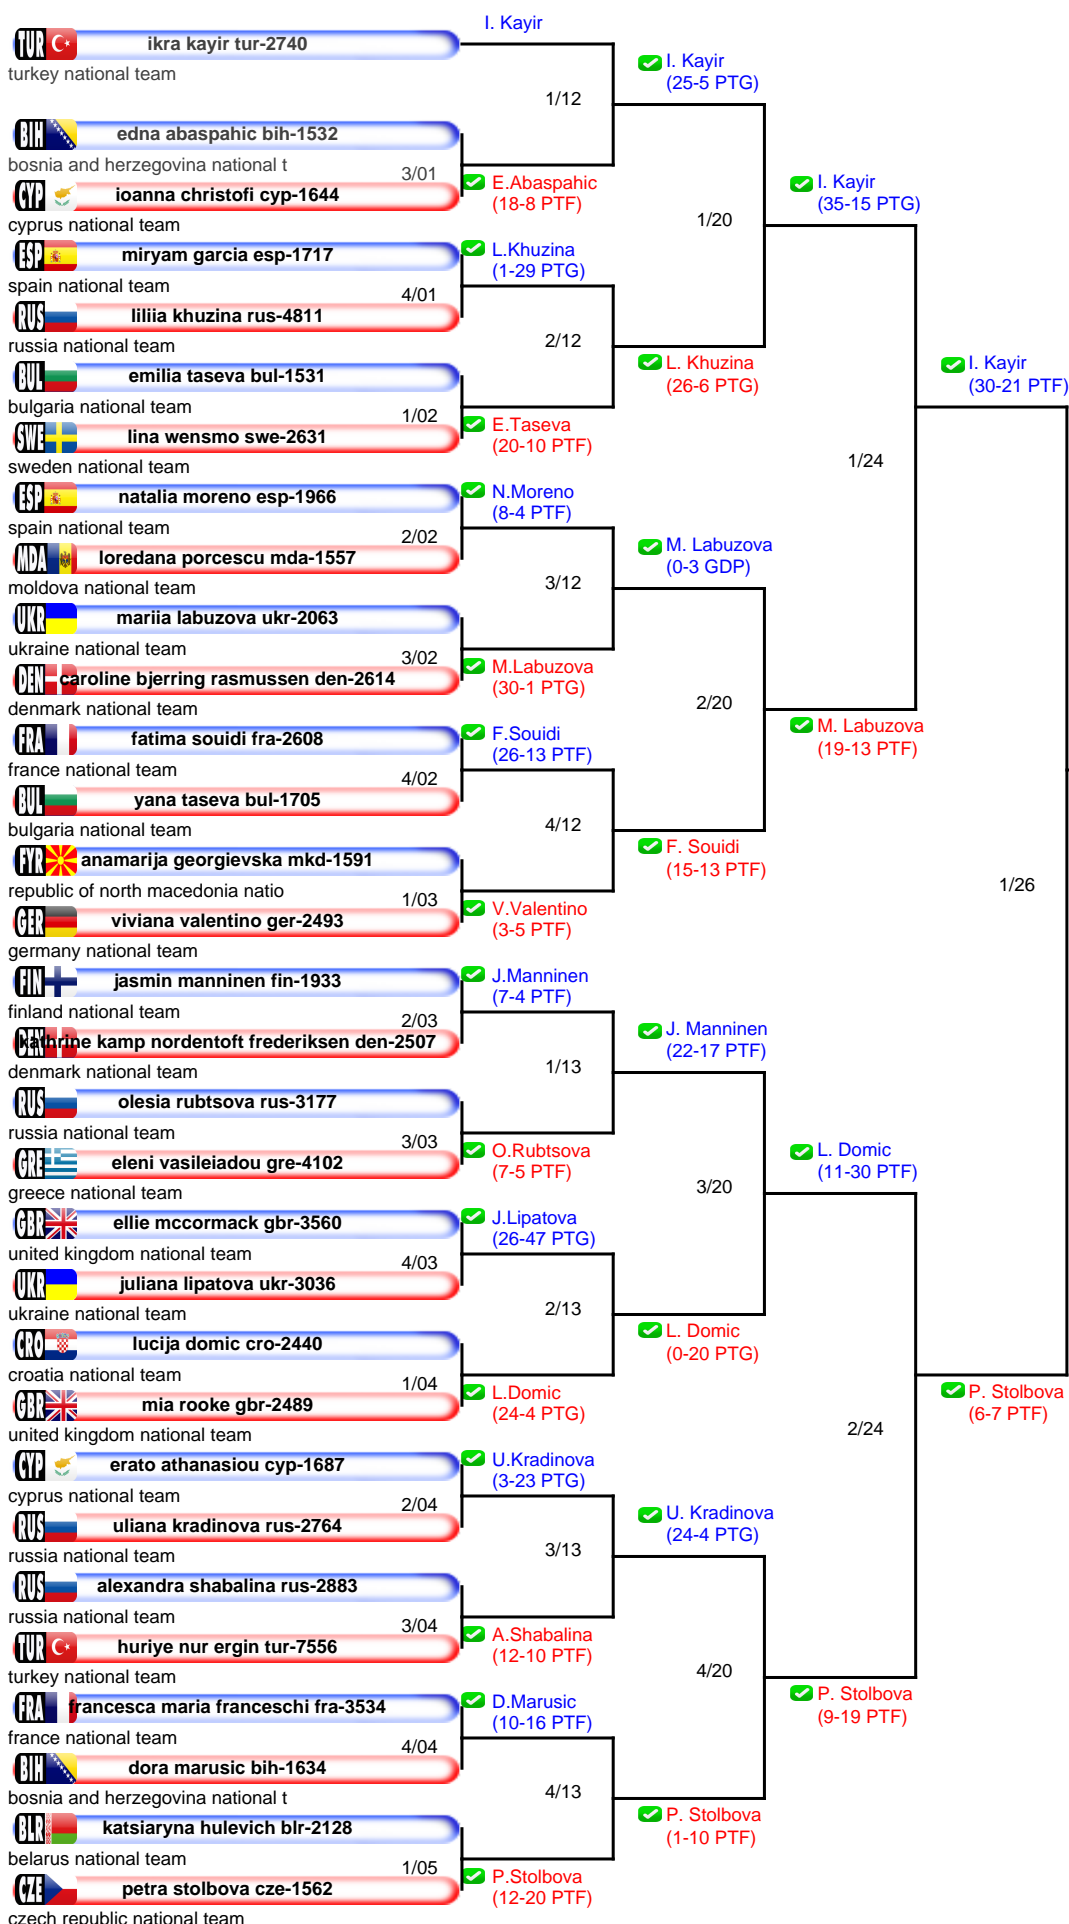 I. Kayir
TUR ikra kayir tur-2740
turkey national team
I. Kayir
(25-5 PTG)
1/12
BIH edna abaspahic bih-1532
bosnia and herzegovina national t
3/01
CYP ioanna christofi cyp-1644
E.Abaspahic
(18-8 PTF)
I. Kayir
(35-15 PTG)
cyprus national team
1/20
ESP miryam garcia esp-1717
L.Khuzina
(1-29 PTG)
spain national team
4/01
RUS liliia khuzina rus-4811
russia national team
2/12
L. Khuzina
(26-6 PTG)
I. Kayir
(30-21 PTF)
BUL emilia taseva bul-1531
bulgaria national team
1/02
SWE lina wensmo swe-2631
E.Taseva
(20-10 PTF)
sweden national team
1/24
ESP natalia moreno esp-1966
N.Moreno
(8-4 PTF)
spain national team
2/02
MDA loredana porcescu mda-1557
M. Labuzova
(0-3 GDP)
moldova national team
3/12
UKR mariia labuzova ukr-2063
ukraine national team
3/02
DEN caroline bjerring rasmussen den-2614
M.Labuzova
(30-1 PTG)
denmark national team
2/20
FRA fatima souidi fra-2608
F.Souidi
(26-13 PTF)
M. Labuzova
(19-13 PTF)
france national team
4/02
BUL yana taseva bul-1705
bulgaria national team
4/12
FYR anamarija georgievska mkd-1591
F. Souidi
(15-13 PTF)
republic of north macedonia natio
1/26
1/03
GER viviana valentino ger-2493
V.Valentino
(3-5 PTF)
germany national team
FIN jasmin manninen fin-1933
J.Manninen
(7-4 PTF)
finland national team
2/03
DEN kathrine kamp nordentoft frederiksen den-2507
J. Manninen
(22-17 PTF)
denmark national team
1/13
RUS olesia rubtsova rus-3177
russia national team
3/03
GRE eleni vasileiadou gre-4102
O.Rubtsova
(7-5 PTF)
L. Domic
(11-30 PTF)
greece national team
3/20
GBR ellie mccormack gbr-3560
J.Lipatova
(26-47 PTG)
united kingdom national team
4/03
UKR juliana lipatova ukr-3036
ukraine national team
2/13
CRO lucija domic cro-2440
L. Domic
(0-20 PTG)
croatia national team
1/04
GBR mia rooke gbr-2489
L.Domic
(24-4 PTG)
P. Stolbova
(6-7 PTF)
united kingdom national team
2/24
CYP erato athanasiou cyp-1687
U.Kradinova
(3-23 PTG)
cyprus national team
2/04
RUS uliana kradinova rus-2764
U. Kradinova
(24-4 PTG)
russia national team
3/13
RUS alexandra shabalina rus-2883
russia national team
3/04
TUR huriye nur ergin tur-7556
A.Shabalina
(12-10 PTF)
turkey national team
4/20
FRA francesca maria franceschi fra-3534
D.Marusic
(10-16 PTF)
P. Stolbova
(9-19 PTF)
france national team
4/04
BIH dora marusic bih-1634
bosnia and herzegovina national t
4/13
BLR katsiaryna hulevich blr-2128
P. Stolbova
(1-10 PTF)
belarus national team
1/05
CZE petra stolbova cze-1562
P.Stolbova
(12-20 PTF)
czech republic national team